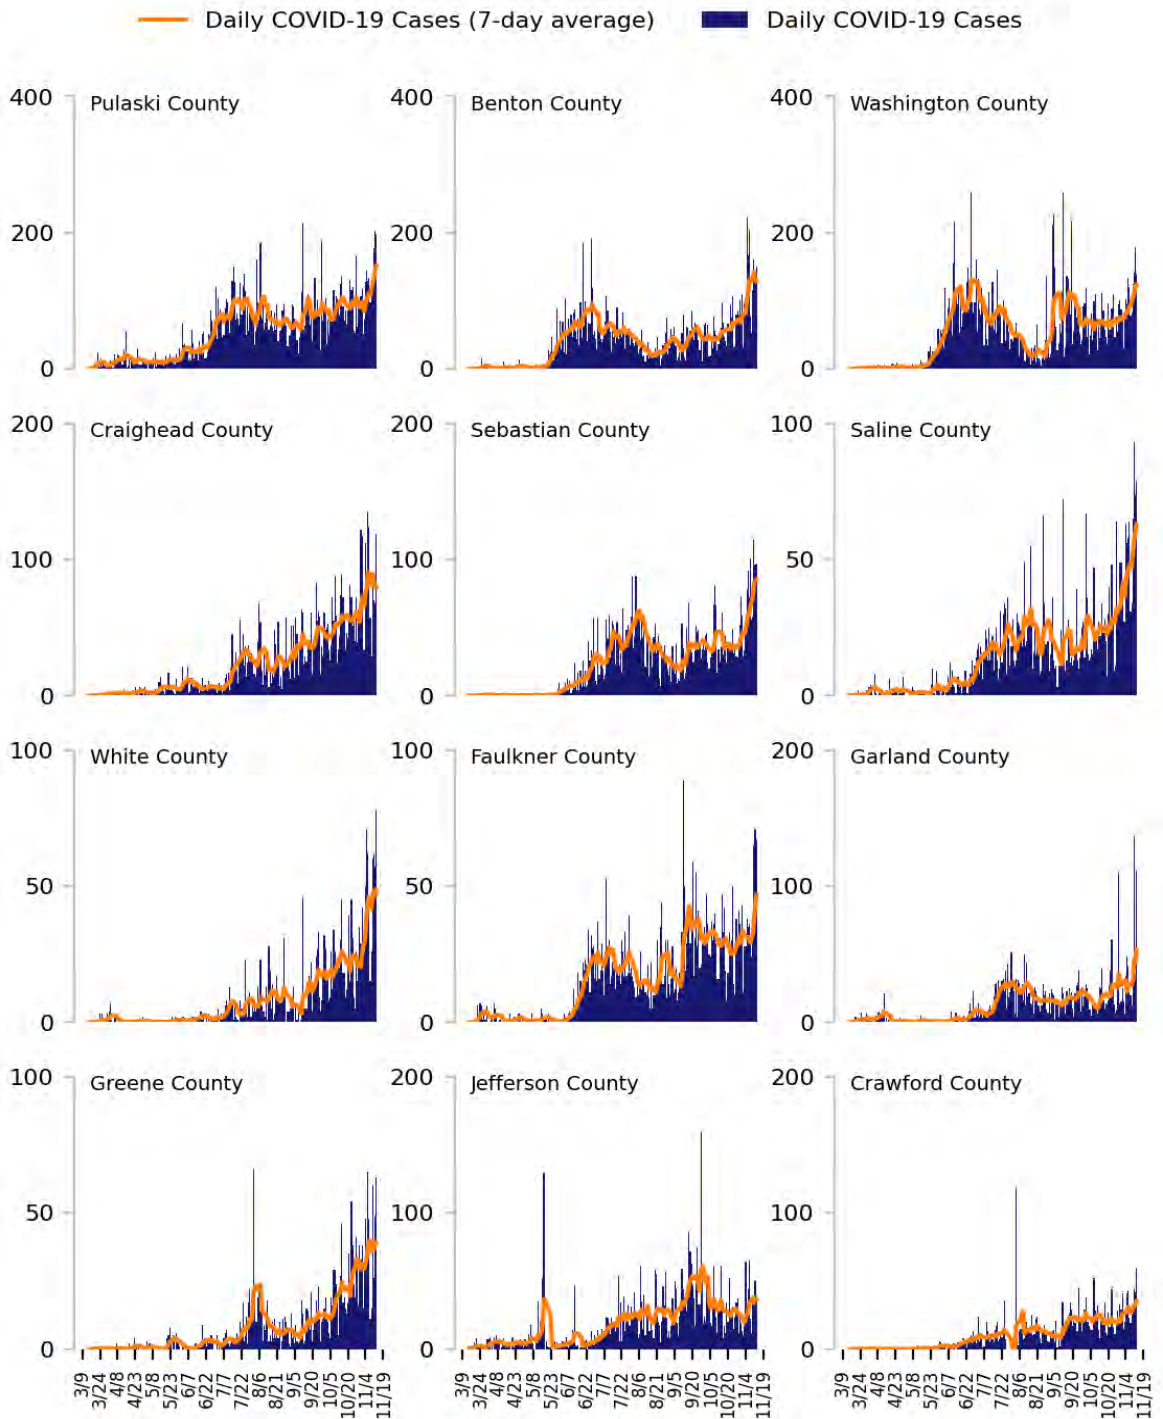 Daily COVID-19 Cases (7-day average) Daily COVID-19 Cases
400 Pulaski County 400 Benton County 400 Washington County
200 200 200
0 0 0
200 Craighead County 200 Sebastian County 100 Saline County
100 100 50
0 0 0
100 White County 100 Faulkner County 200 Garland County
50 50 100
0 0 0
100 Greene County 200 Jefferson County 200 Crawford County
50 100 100
0 0 0
3/9 3/24 4/8 4/23 5/8 5/23 6/7 6/22 7/7 7/22 8/6 8/21 9/5 9/20 10/5 10/20 11/4 11/19 3/9 3/24 4/8 4/23 5/8 5/23 6/7 6/22 7/7 7/22 8/6 8/21 9/5 9/20 10/5 10/20 11/4 11/19 3/9 3/24 4/8 4/23 5/8 5/23 6/7 6/22 7/7 7/22 8/6 8/21 9/5 9/20 10/5 10/20 11/4 11/19